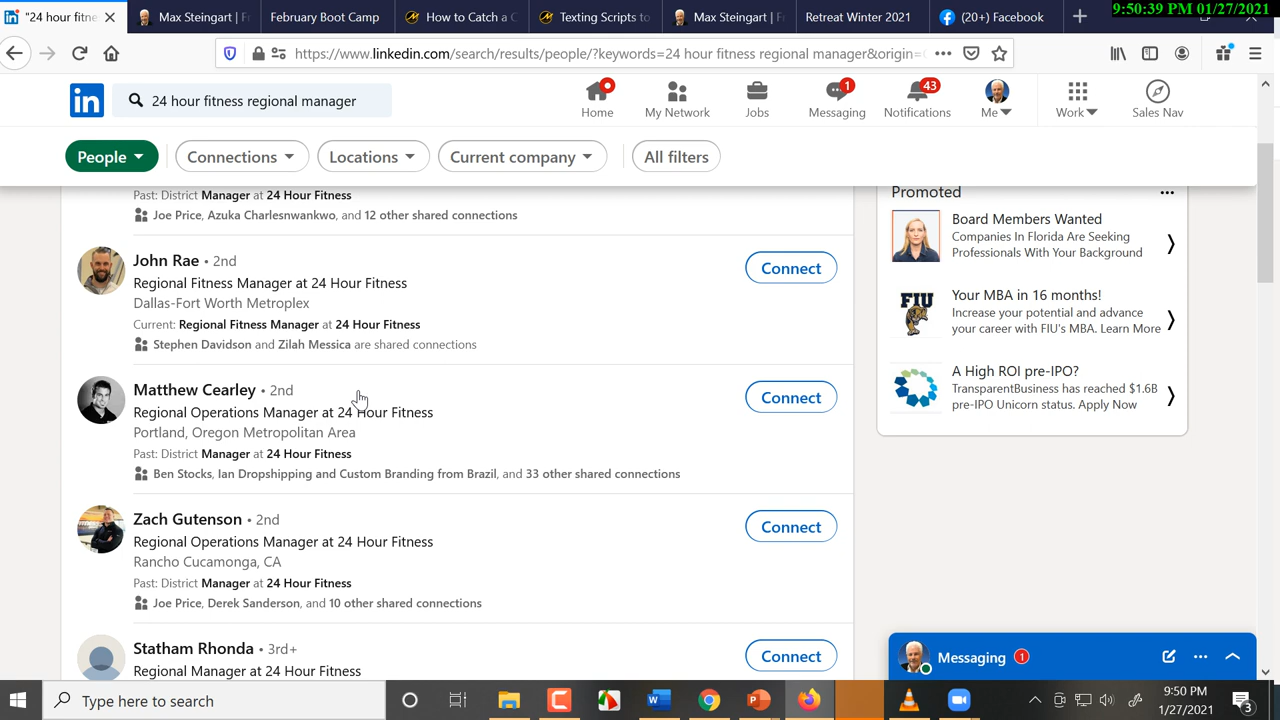 9:50:39 PM 01/27/2021
"24 hour fitne
Max Steingart | Fr
February Boot Camp
How to Catch a C
Texting Scripts to
Max Steingart | Fr
Retreat Winter 2021
(20+) Facebook
https://www.linkedin.com/search/results/people/?keywords=24 hour fitness regional manager&origin=
in
24 hour fitness regional manager
Home
My Network
Jobs
1
Messaging
43
Notifications
Me
Work
Sales Nav
People
Connections
Locations
Current company
All filters
Past: District Manager at 24 Hour Fitness
Joe Price, Azuka Charlesnwankwo, and 12 other shared connections
John Rae • 2nd
Regional Fitness Manager at 24 Hour Fitness
Dallas-Fort Worth Metroplex
Current: Regional Fitness Manager at 24 Hour Fitness
Stephen Davidson and Zilah Messica are shared connections
Connect
Matthew Cearley • 2nd
Regional Operations Manager at 24 Hour Fitness
Portland, Oregon Metropolitan Area
Past: District Manager at 24 Hour Fitness
Ben Stocks, Ian Dropshipping and Custom Branding from Brazil, and 33 other shared connections
Connect
Zach Gutenson • 2nd
Regional Operations Manager at 24 Hour Fitness
Rancho Cucamonga, CA
Past: District Manager at 24 Hour Fitness
Joe Price, Derek Sanderson, and 10 other shared connections
Connect
Statham Rhonda • 3rd+
Regional Manager at 24 Hour Fitness
Connect
Promoted
Board Members Wanted
Companies In Florida Are Seeking
Professionals With Your Background
FIU
Your MBA in 16 months!
Increase your potential and advance
your career with FIU's MBA. Learn More
A High ROI pre-IPO?
TransparentBusiness has reached $1.6B
pre-IPO Unicorn status. Apply Now
Messaging 1
Type here to search
9:50 PM
1/27/2021
3